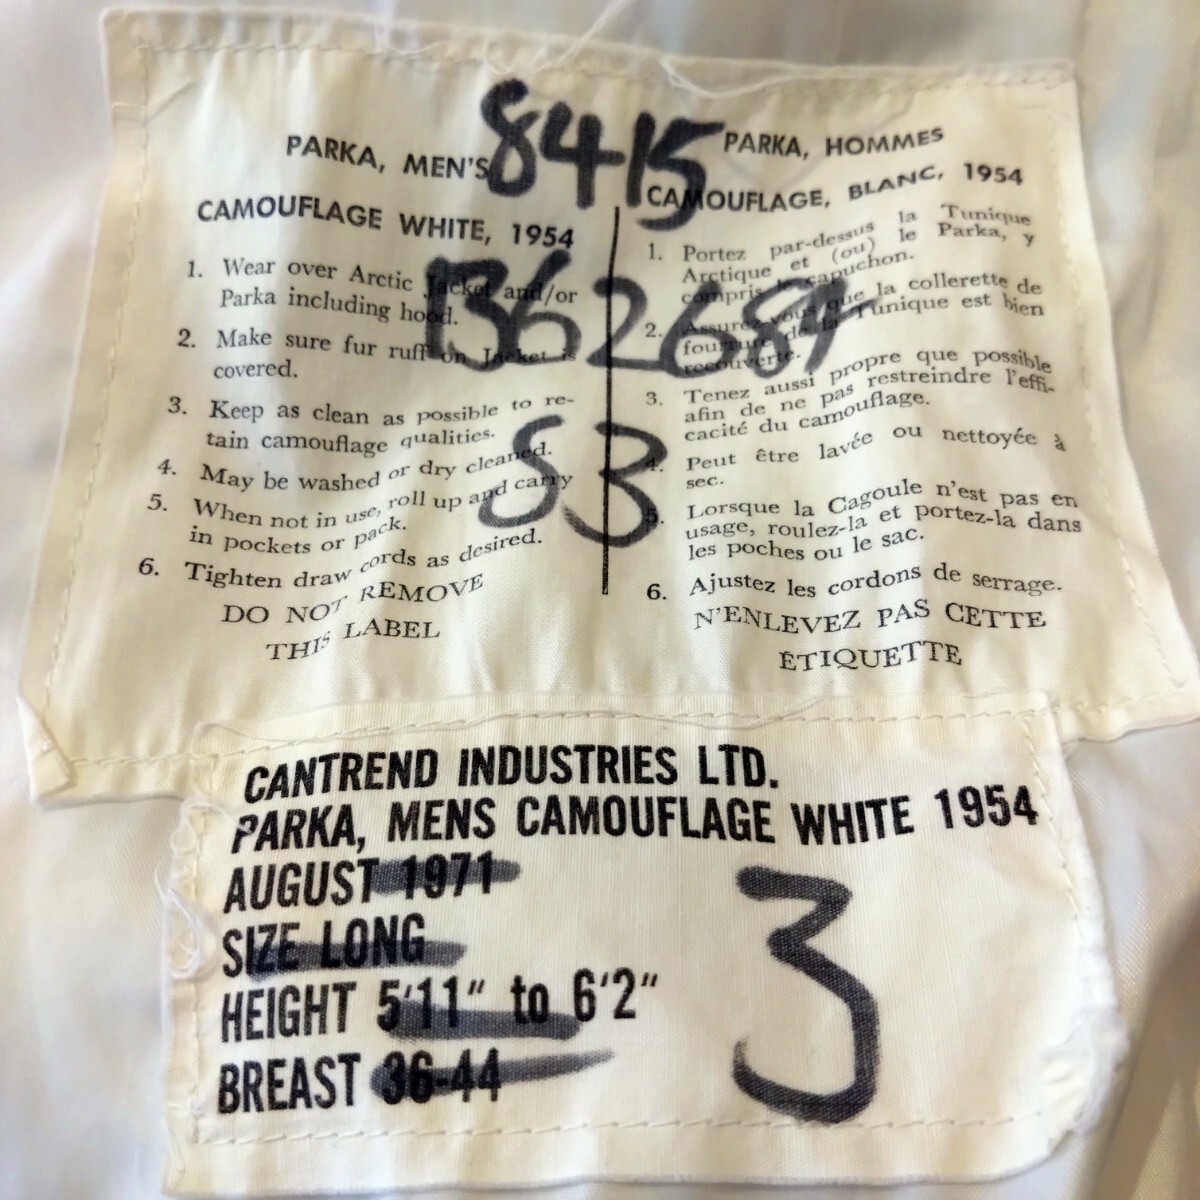 8415
1362689
S3
PARKA, MEN'S
CAMOUFLAGE WHITE, 1954
1. Wear over Arctic Jacket and/or
Parka including hood.
2. Make sure fur ruff on Jacket is
covered.
3. Keep as clean as possible to re-
tain camouflage qualities.
4. May be washed or dry cleaned.
5. When not in use, roll up and carry
in pockets or pack.
6. Tighten draw cords as desired.
DO NOT REMOVE
THIS LABEL
PARKA, HOMMES
CAMOUFLAGE, BLANC, 1954
1. Portez par-dessus la Tunique
Arctique et (ou) le Parka, y
compris le capuchon.
2. Assurez-vous que la collerette de
fourrure de la Tunique est bien
recouverte.
3. Tenez aussi propre que possible
afin de ne pas restreindre l'effi-
cacité du camouflage.
4. Peut être lavée ou nettoyée à
sec.
5. Lorsque la Cagoule n'est pas en
usage, roulez-la et portez-la dans
les poches ou le sac.
6. Ajustez les cordons de serrage.
N'ENLEVEZ PAS CETTE
ÉTIQUETTE
CANTREND INDUSTRIES LTD.
PARKA, MENS CAMOUFLAGE WHITE 1954
AUGUST 1971
SIZE LONG
HEIGHT 5'11" to 6'2"
BREAST 36-44
3